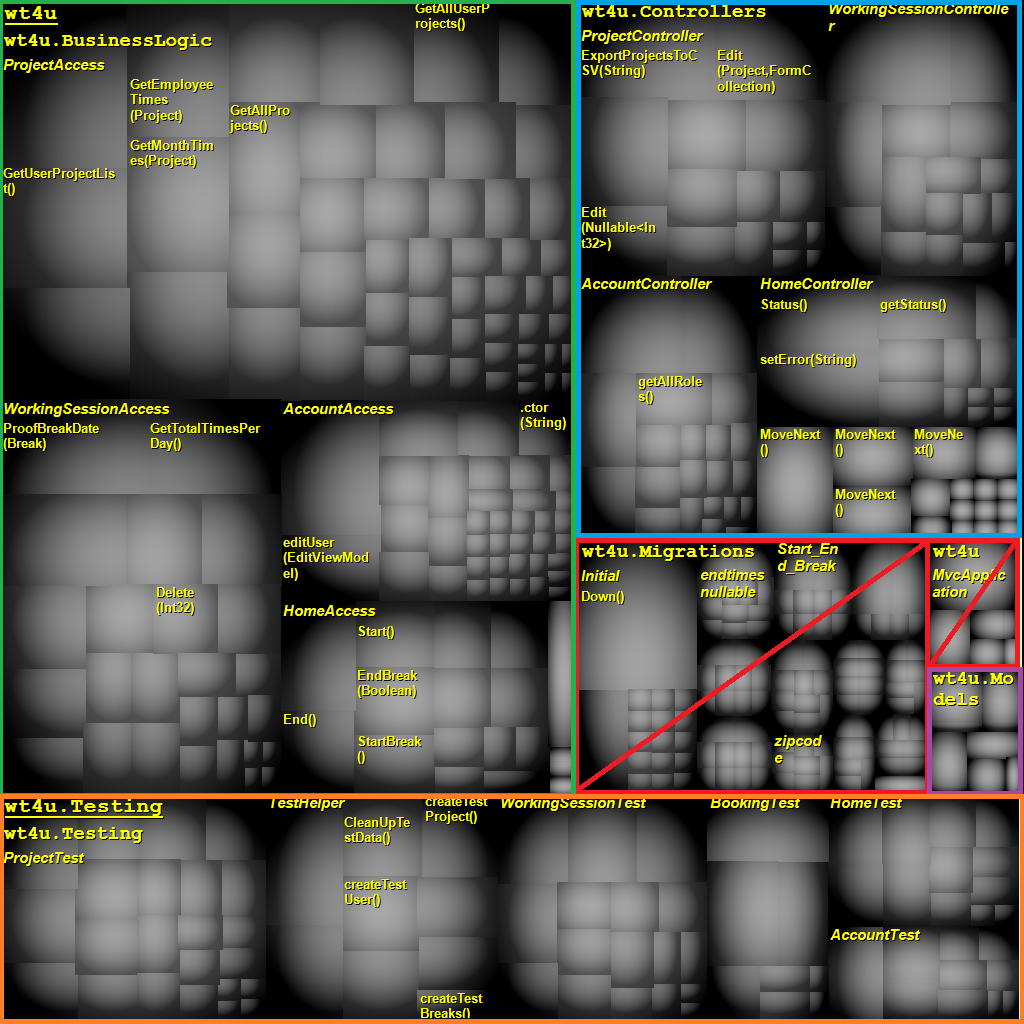 wt4u
wt4u.BusinessLogic
ProjectAccess
GetAllUserP
rojects()
GetEmployee
Times
(Project)
GetAllPro
jects()
GetMonthTim
es(Project)
GetUserProjectLis
t()
WorkingSessionAccess
ProofBreakDate
(Break)
GetTotalTimesPer
Day()
Delete
(Int32)
AccountAccess
.ctor
(String)
editUser
(EditViewMod
el)
HomeAccess
Start()
EndBreak
(Boolean)
End()
StartBreak
()
wt4u.Controllers
ProjectController
ExportProjectsToC
SV(String)
Edit
(Project,FormC
ollection)
Edit
(Nullable<In
t32>)
WorkingSessionControlle
r
AccountController
getAllRole
s()
HomeController
Status()
getStatus()
setError(String)
MoveNext
()
MoveNext
()
MoveNe
xt()
MoveNext
()
wt4u.Migrations
Initial
Down()
endtimes
nullable
Start_En
d_Break
zipcod
e
wt4u
MvcApplic
ation
wt4u.Mo
dels
wt4u.Testing
wt4u.Testing
ProjectTest
TestHelper
CleanUpTe
stData()
createTest
Project()
createTest
User()
createTest
Breaks()
WorkingSessionTest
BookingTest
HomeTest
AccountTest